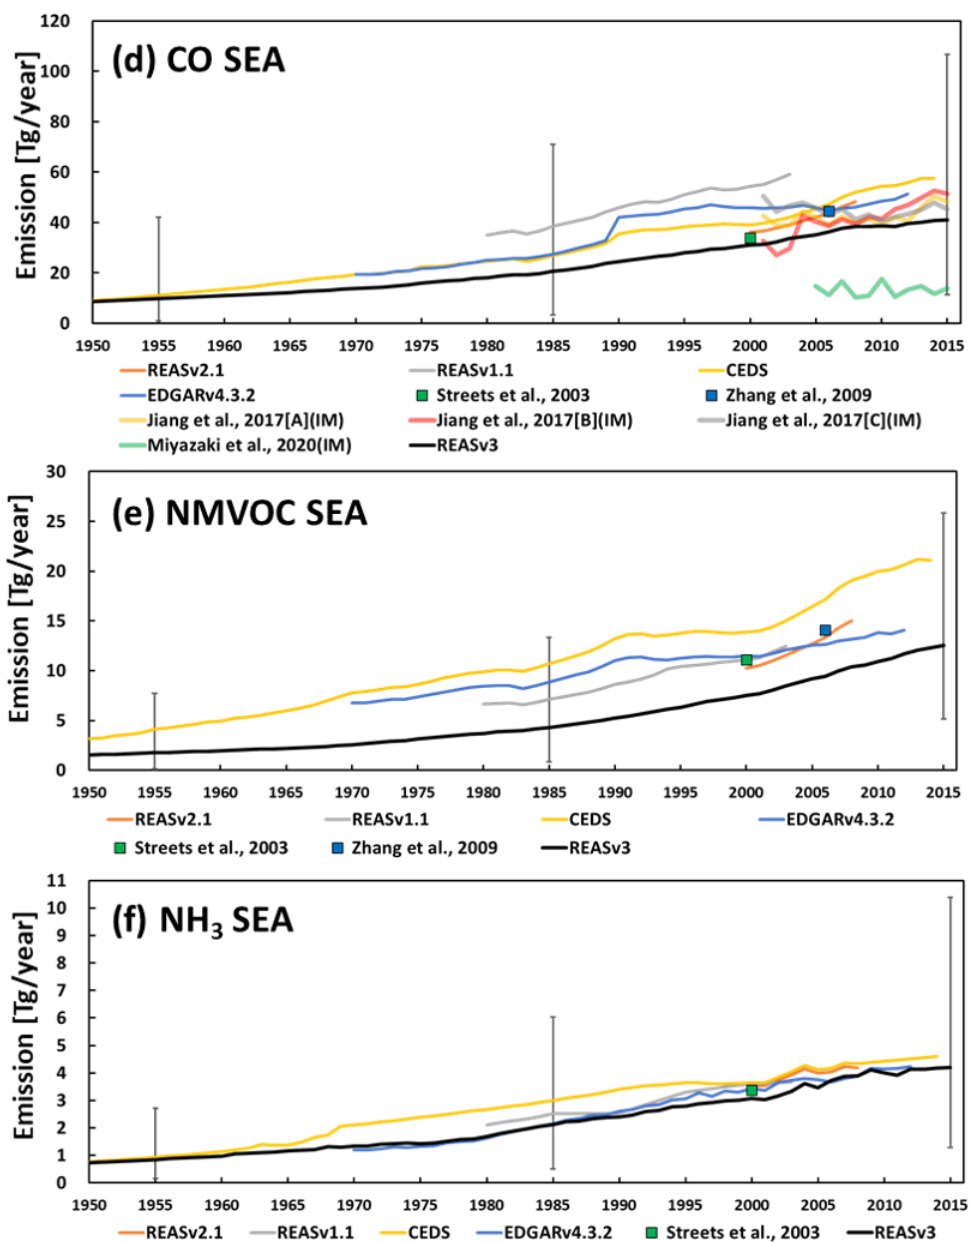 (d) CO SEA
Emission [Tg/year]
120
100
80
60
40
20
0
1950 1955 1960 1965 1970 1975 1980 1985 1990 1995 2000 2005 2010 2015
REASv2.1 REASv1.1 CEDS
EDGARv4.3.2 Streets et al., 2003 Zhang et al., 2009
Jiang et al., 2017[A](IM) Jiang et al., 2017[B](IM) Jiang et al., 2017[C](IM)
Miyazaki et al., 2020(IM) REASv3
(e) NMVOC SEA
Emission [Tg/year]
30
25
20
15
10
5
0
1950 1955 1960 1965 1970 1975 1980 1985 1990 1995 2000 2005 2010 2015
REASv2.1 REASv1.1 CEDS EDGARv4.3.2
Streets et al., 2003 Zhang et al., 2009 REASv3
(f) NH3 SEA
Emission [Tg/year]
11
10
9
8
7
6
5
4
3
2
1
0
1950 1955 1960 1965 1970 1975 1980 1985 1990 1995 2000 2005 2010 2015
REASv2.1 REASv1.1 CEDS EDGARv4.3.2 Streets et al., 2003 REASv3